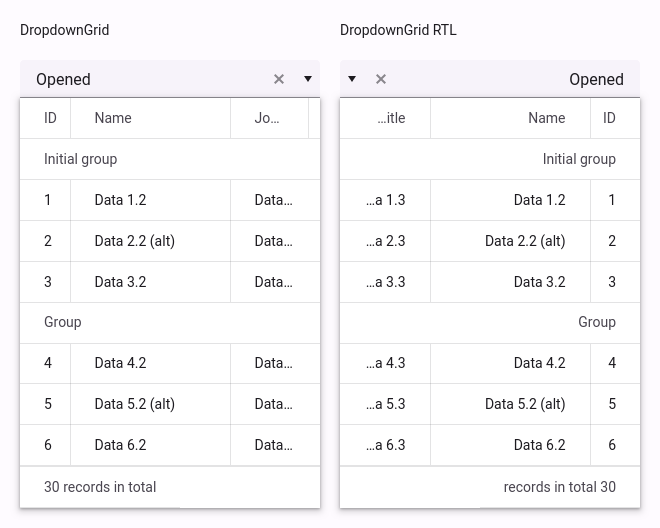 DropdownGrid
Opened
ID Name Jo...
Initial group
1 Data 1.2 Data...
2 Data 2.2 (alt) Data...
3 Data 3.2 Data...
Group
4 Data 4.2 Data...
5 Data 5.2 (alt) Data...
6 Data 6.2 Data...
30 records in total
DropdownGrid RTL
Opened
...itle Name ID
Initial group
...a 1.3 Data 1.2 1
...a 2.3 Data 2.2 (alt) 2
...a 3.3 Data 3.2 3
Group
...a 4.3 Data 4.2 4
...a 5.3 Data 5.2 (alt) 5
...a 6.3 Data 6.2 6
records in total 30